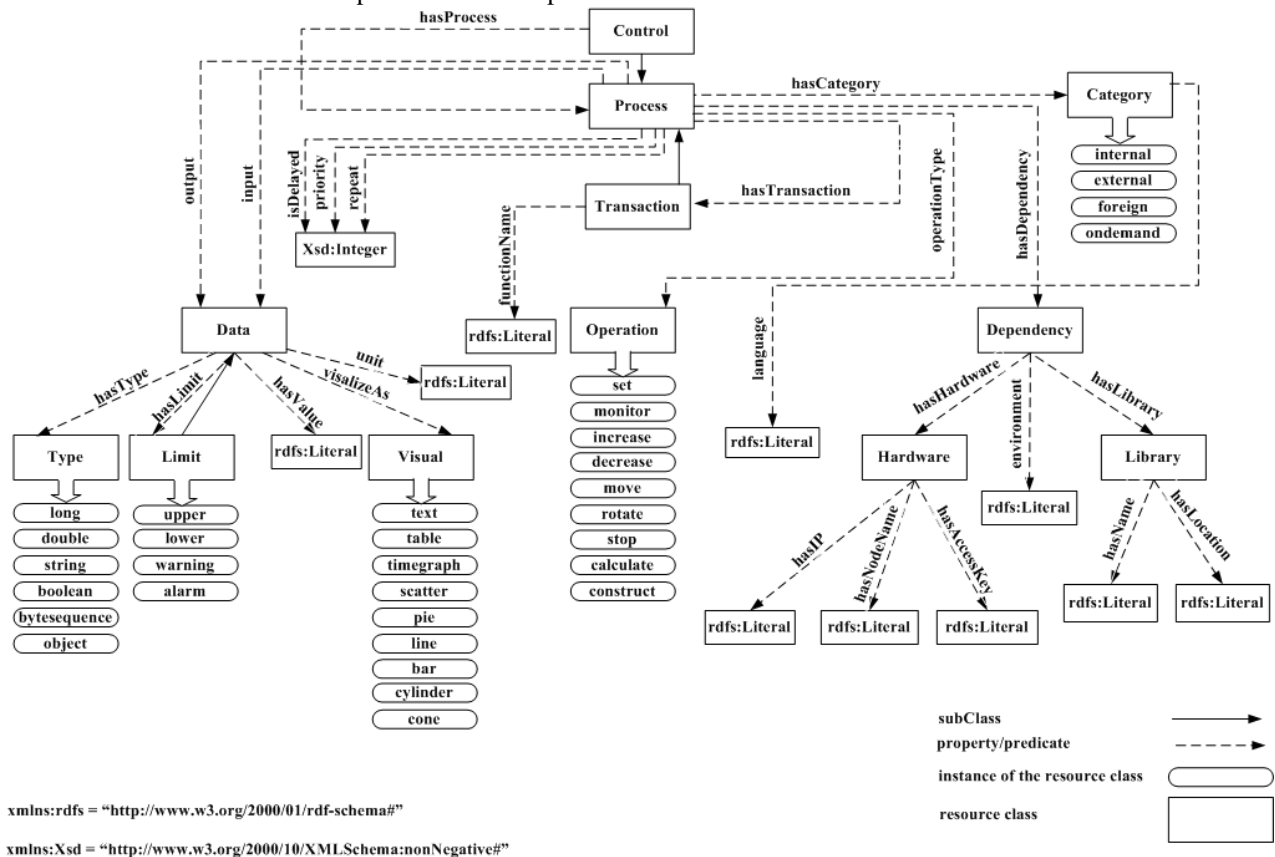 hasProcess
Control
Process
hasCategory
Category
internal
external
foreign
ondemand
output
input
isDelayed
priority
repeat
Xsd:Integer
hasTransaction
Transaction
functionName
rdfs:Literal
operationType
hasDependency
Data
Operation
language
Dependency
hasType
hasLimit
hasValue
visalizeAs
unit
rdfs:Literal
Type
Limit
rdfs:Literal
Visual
long
double
string
boolean
bytesequence
object
upper
lower
warning
alarm
text
table
timegraph
scatter
pie
line
bar
cylinder
cone
set
monitor
increase
decrease
move
rotate
stop
calculate
construct
rdfs:Literal
hasHardware
environment
hasLibrary
Hardware
rdfs:Literal
Library
hasIP
hasNodeName
hasAccessKey
hasName
hasLocation
rdfs:Literal
rdfs:Literal
rdfs:Literal
rdfs:Literal
rdfs:Literal
subClass
property/predicate
instance of the resource class
resource class
xmlns:rdfs = “http://www.w3.org/2000/01/rdf-schema#”
xmlns:Xsd = “http://www.w3.org/2000/10/XMLSchema:nonNegative#”